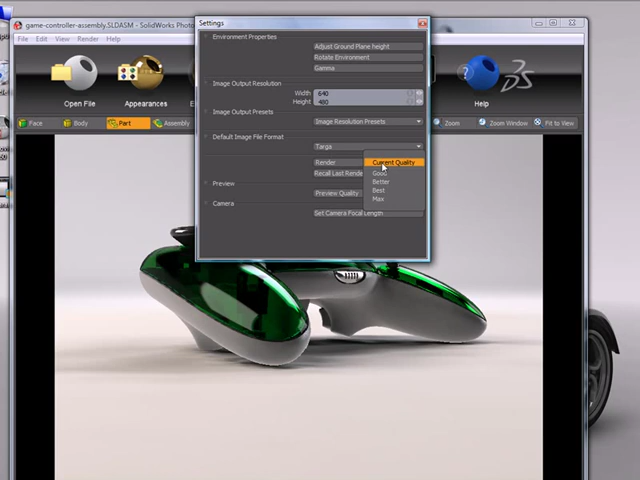 game-controller-assembly.SLDASM - SolidWorks Photo
Settings
File Edit View Render Help
Environment Properties
Adjust Ground Plane height
Rotate Environment
Gamma
Image Output Resolution
Width 640
Height 480
Image Output Presets
Image Resolution Presets
Default Image File Format
Targa
Render
Current Quality
Recall Last Rende
Good
Better
Best
Max
Preview
Preview Quality
Camera
Set Camera Focal Length
Open File
Appearances
Help
Face Body Part Assembly
Zoom Zoom Window Fit to View